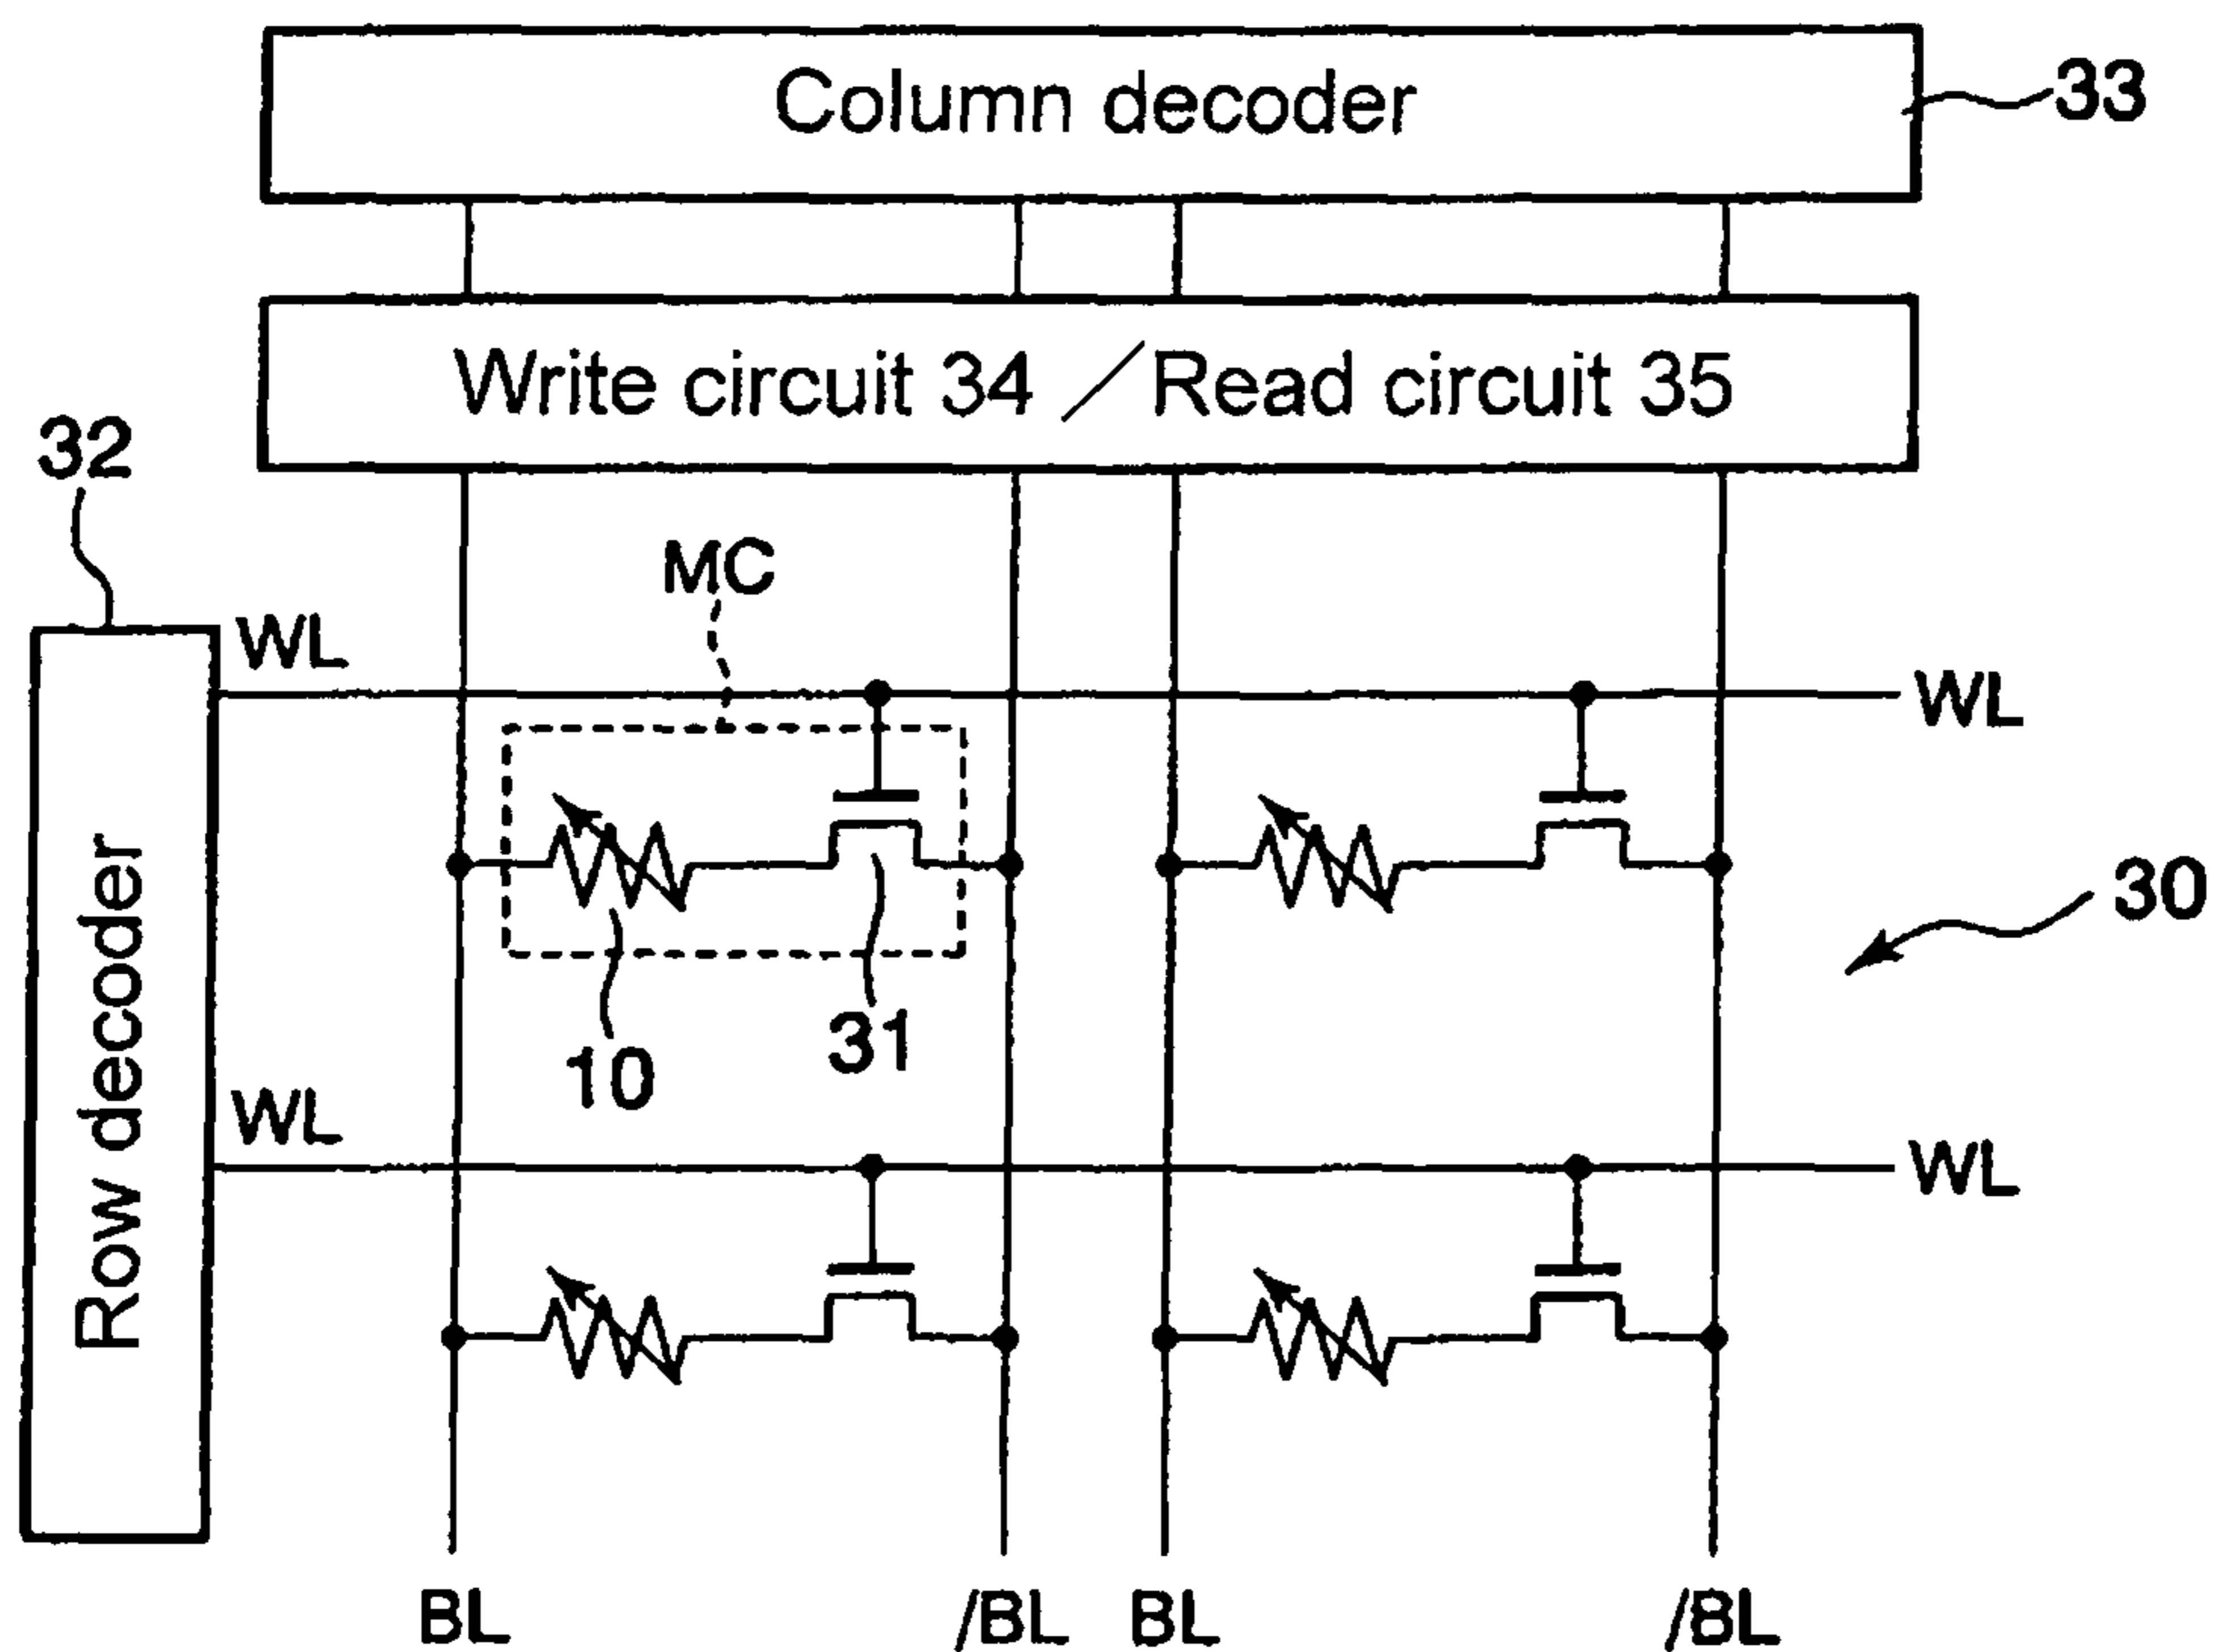 Column decoder
33
Write circuit 34 / Read circuit 35
32
MC
WL
WL
Row decoder
10
31
30
WL
WL
BL
/BL
BL
/BL